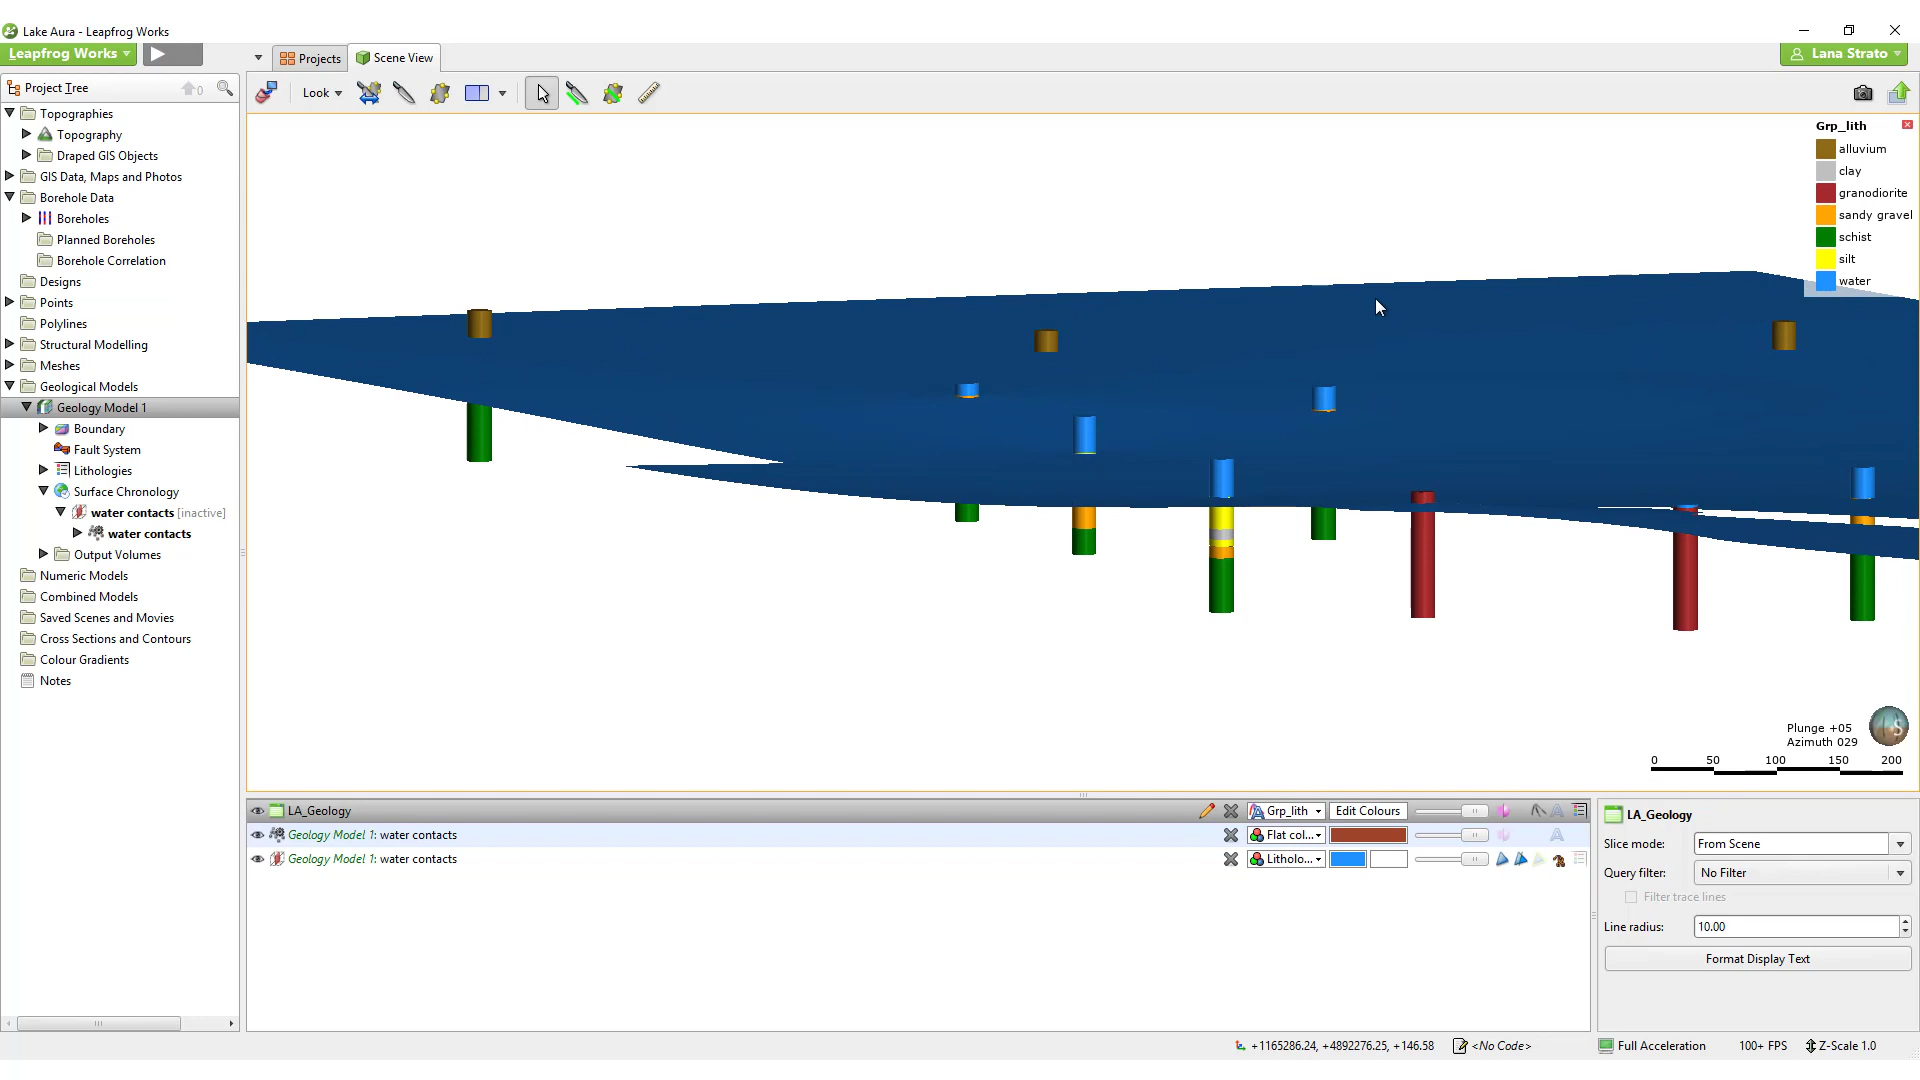 Lake Aura - Leapfrog Works
Leapfrog Works
Projects
Scene View
Lana Strato
Project Tree
0
Look
Topographies
Topography
Draped GIS Objects
GIS Data, Maps and Photos
Borehole Data
Boreholes
Planned Boreholes
Borehole Correlation
Designs
Points
Polylines
Structural Modelling
Meshes
Geological Models
Geology Model 1
Boundary
Fault System
Lithologies
Surface Chronology
water contacts [inactive]
water contacts
Output Volumes
Numeric Models
Combined Models
Saved Scenes and Movies
Cross Sections and Contours
Colour Gradients
Notes
Grp_lith
alluvium
clay
granodiorite
sandy gravel
schist
silt
water
Plunge +05
Azimuth 029
S
0 50 100 150 200
LA_Geology
Grp_lith
Edit Colours
Geology Model 1: water contacts
Flat col...
Geology Model 1: water contacts
Litholo...
LA_Geology
Slice mode: From Scene
Query filter: No Filter
Filter trace lines
Line radius: 10.00
Format Display Text
+1165286.24, +4892276.25, +146.58
<No Code>
Full Acceleration
100+ FPS
Z-Scale 1.0